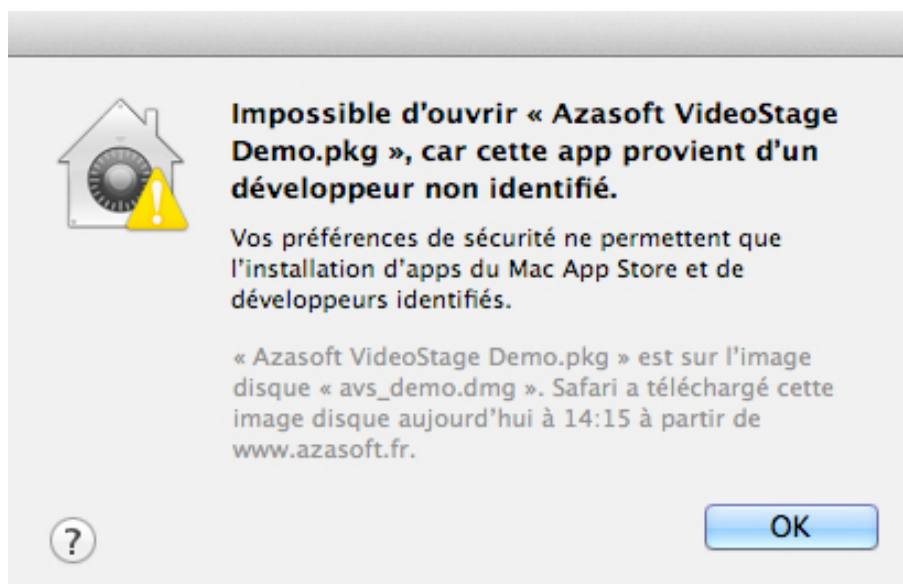 Impossible d'ouvrir « Azasoft VideoStage
Demo.pkg », car cette app provient d'un
développeur non identifié.
Vos préférences de sécurité ne permettent que
l'installation d'apps du Mac App Store et de
développeurs identifiés.
« Azasoft VideoStage Demo.pkg » est sur l'image
disque « avs_demo.dmg ». Safari a téléchargé cette
image disque aujourd'hui à 14:15 à partir de
www.azasoft.fr.
?
OK